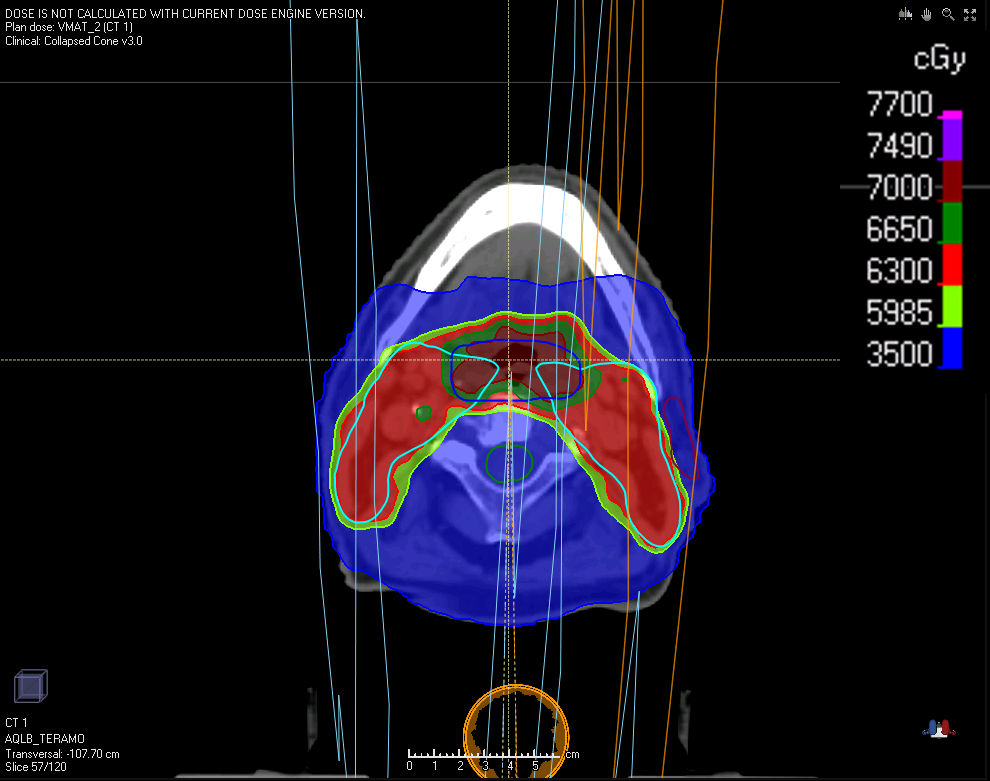 DOSE IS NOT CALCULATED WITH CURRENT DOSE ENGINE VERSION.
Plan dose: VMAT_2 (CT 1)
Clinical: Collapsed Cone v3.0
cGy
7700
7490
7000
6650
6300
5985
3500
CT 1
AQLB_TERAMO
Transversal: -107.70 cm
Slice 57/120
0 1 2 3 4 5 cm